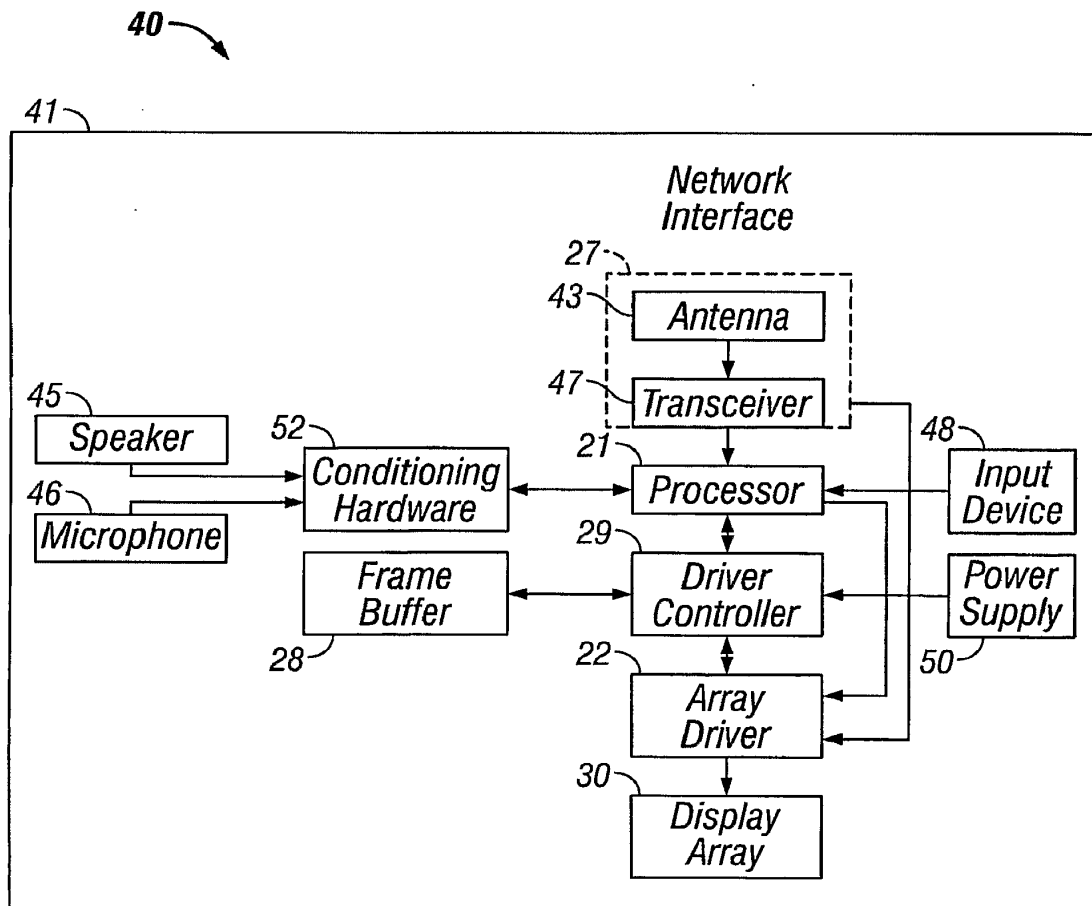 40
41
Network
Interface
27
43
Antenna
47
Transceiver
45
Speaker
52
Conditioning
Hardware
21
Processor
48
Input
Device
46
Microphone
29
Driver
Controller
Frame
Buffer
28
Power
Supply
50
22
Array
Driver
30
Display
Array